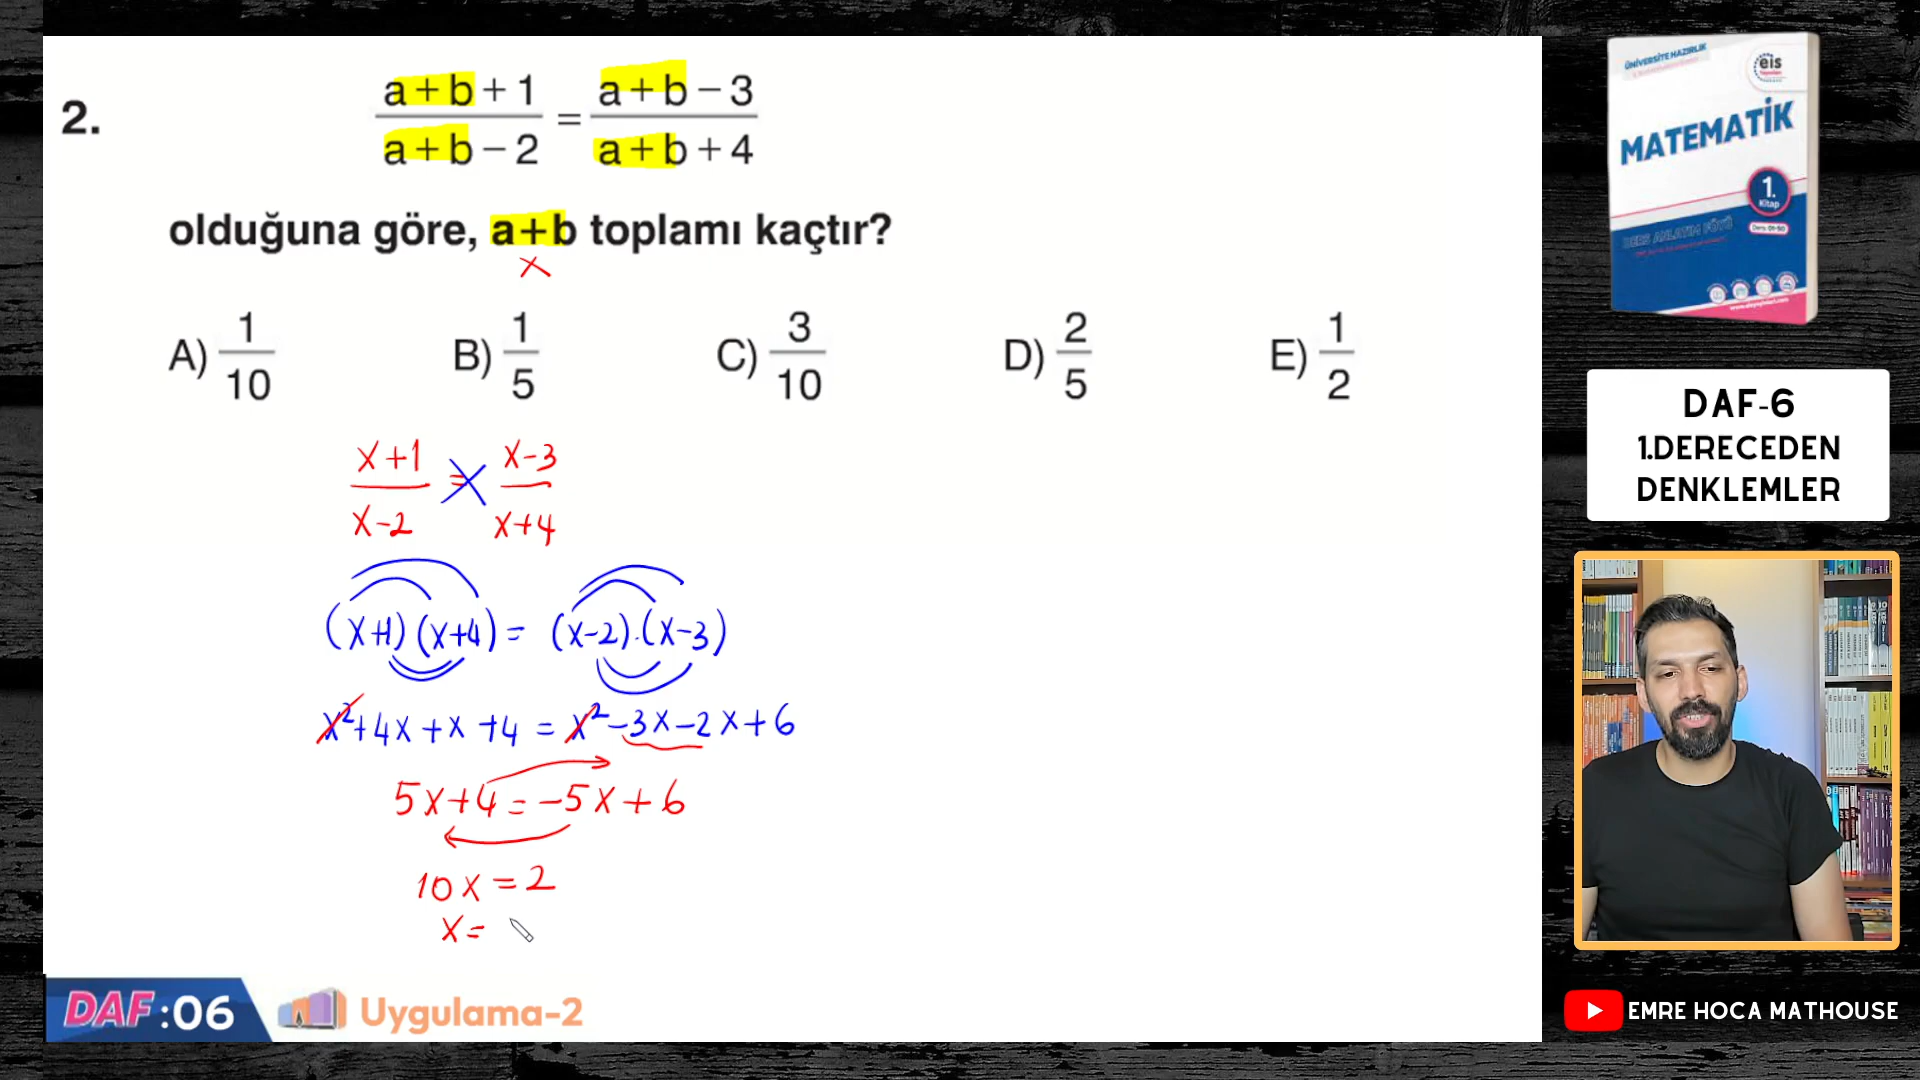 2. a+b+1 / a+b−2 = a+b−3 / a+b+4
olduğuna göre, a+b toplamı kaçtır?
x
A) 1/10 B) 1/5 C) 3/10 D) 2/5 E) 1/2
x+1 / x-2 = x-3 / x+4
(x+1) (x+4) = (x-2).(x-3)
x²+4x+x+4 = x²-3x-2x+6
5x+4 = -5x+6
10x = 2
x=
DAF:06 Uygulama-2
ÜNİVERSİTE HAZIRLIK
eis
MATEMATİK
1.
Kitap
Ders 01-50
DERS ANLATIM FÖYÜ
DAF-6
1.DERECEDEN
DENKLEMLER
EMRE HOCA MATHOUSE